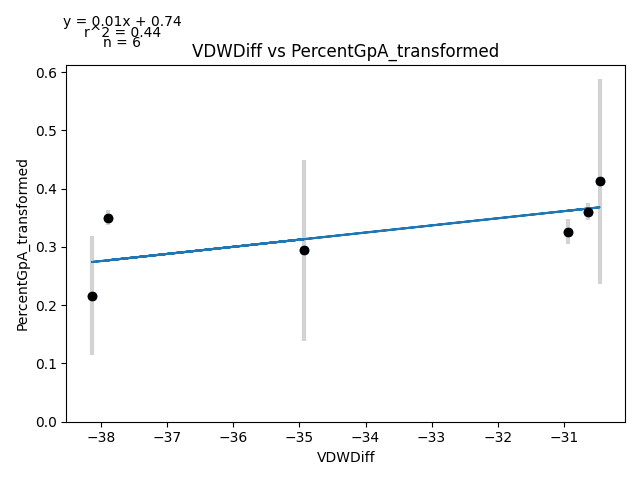 y = 0.01x + 0.74
r^2 = 0.44
n = 6
VDWDiff vs PercentGpA_transformed
PercentGpA_transformed
0.6
0.5
0.4
0.3
0.2
0.1
0.0
−38 −37 −36 −35 −34 −33 −32 −31
VDWDiff